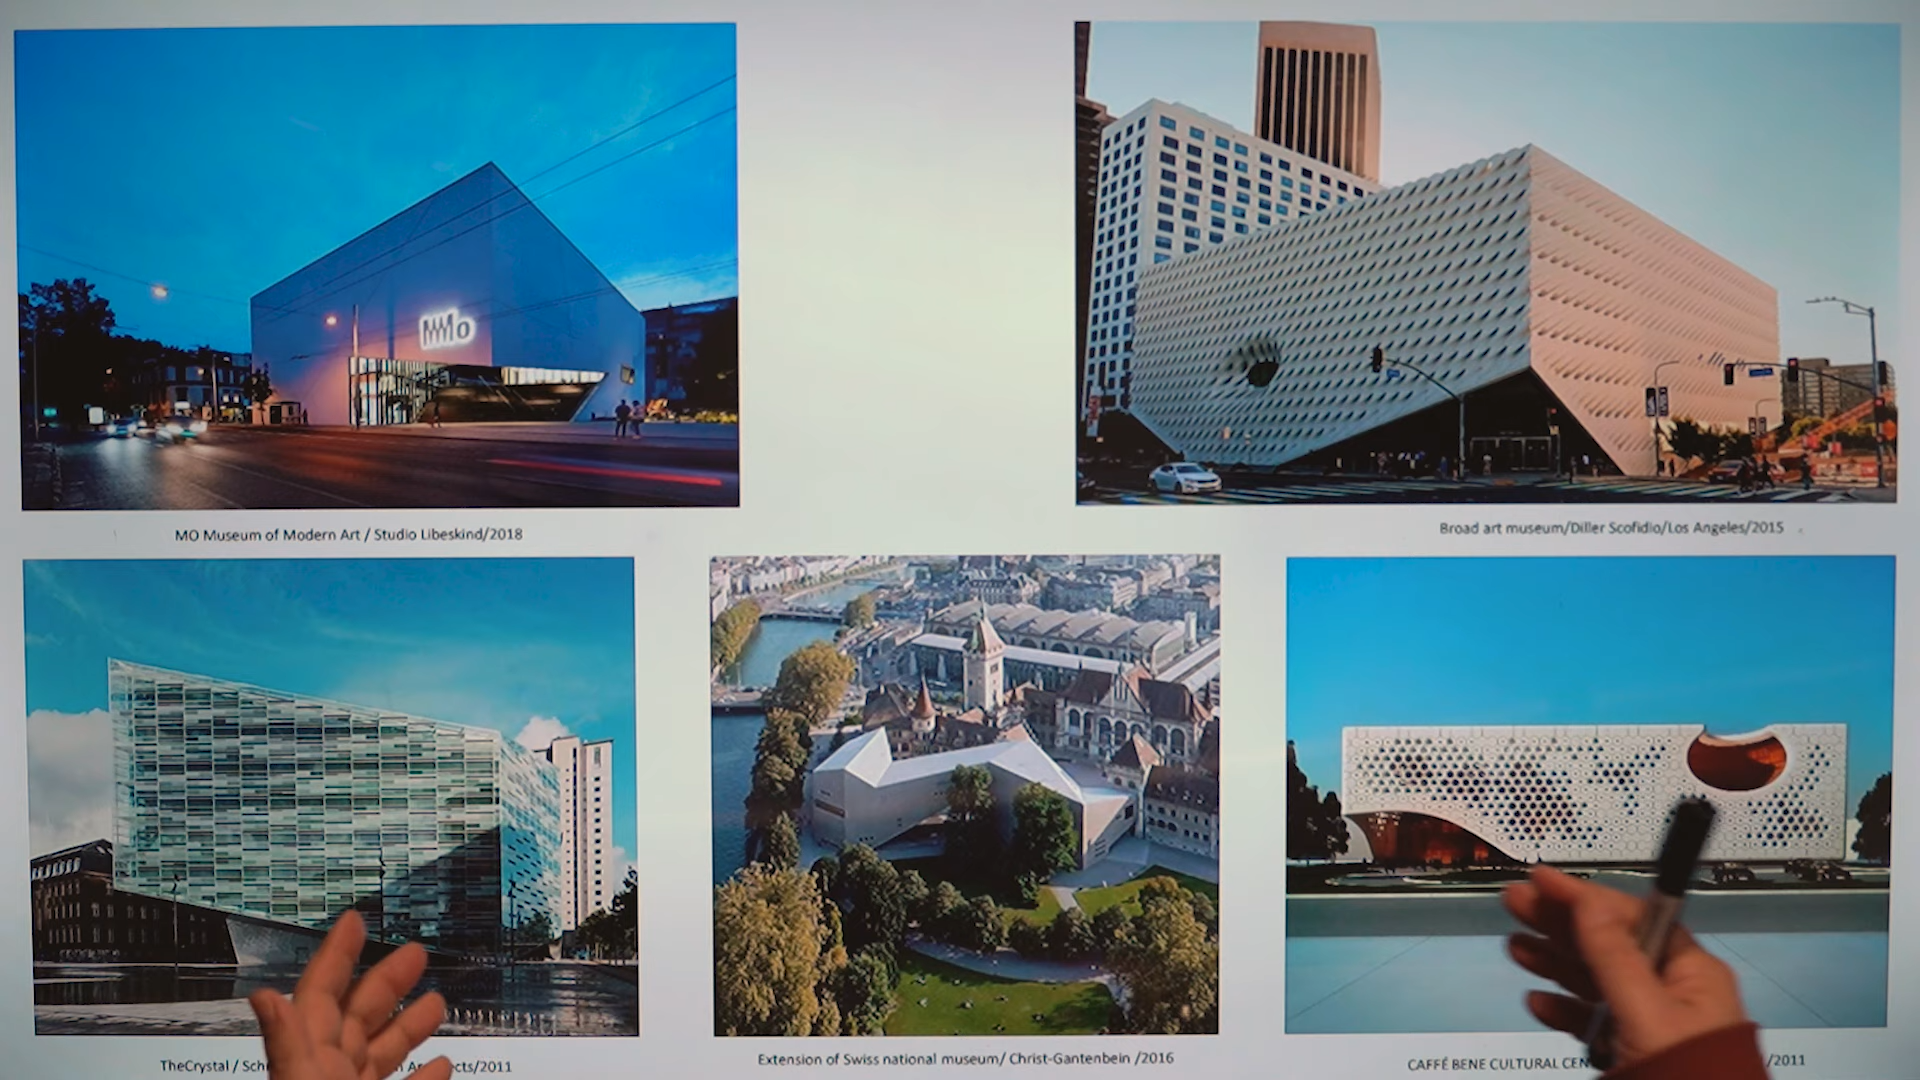 MO
MO Museum of Modern Art / Studio Libeskind/2018
Broad art museum/Diller Scofidio/Los Angeles/2015
TheCrystal / Sch
cts/2011
Extension of Swiss national museum/ Christ-Gantenbein /2016
CAFFÉ BENE CULTURAL CEN
/2011